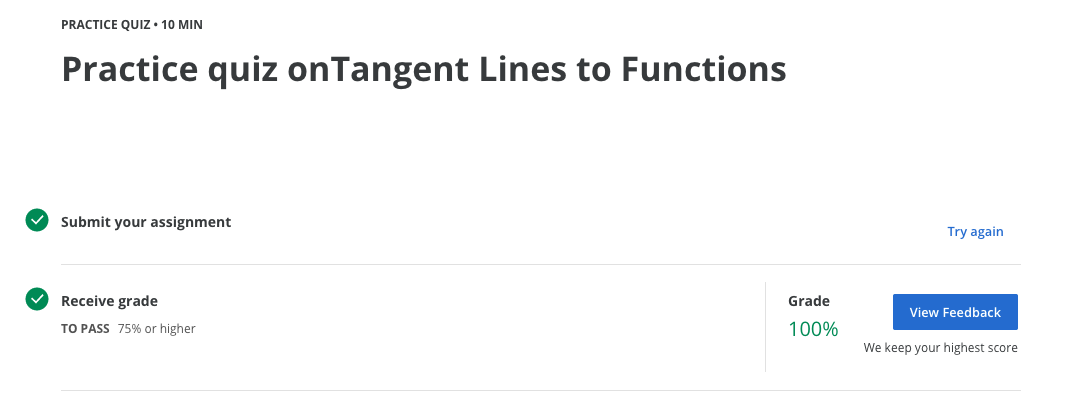 PRACTICE QUIZ • 10 MIN
Practice quiz onTangent Lines to Functions
Submit your assignment
Try again
Receive grade
TO PASS 75% or higher
Grade
100%
View Feedback
We keep your highest score